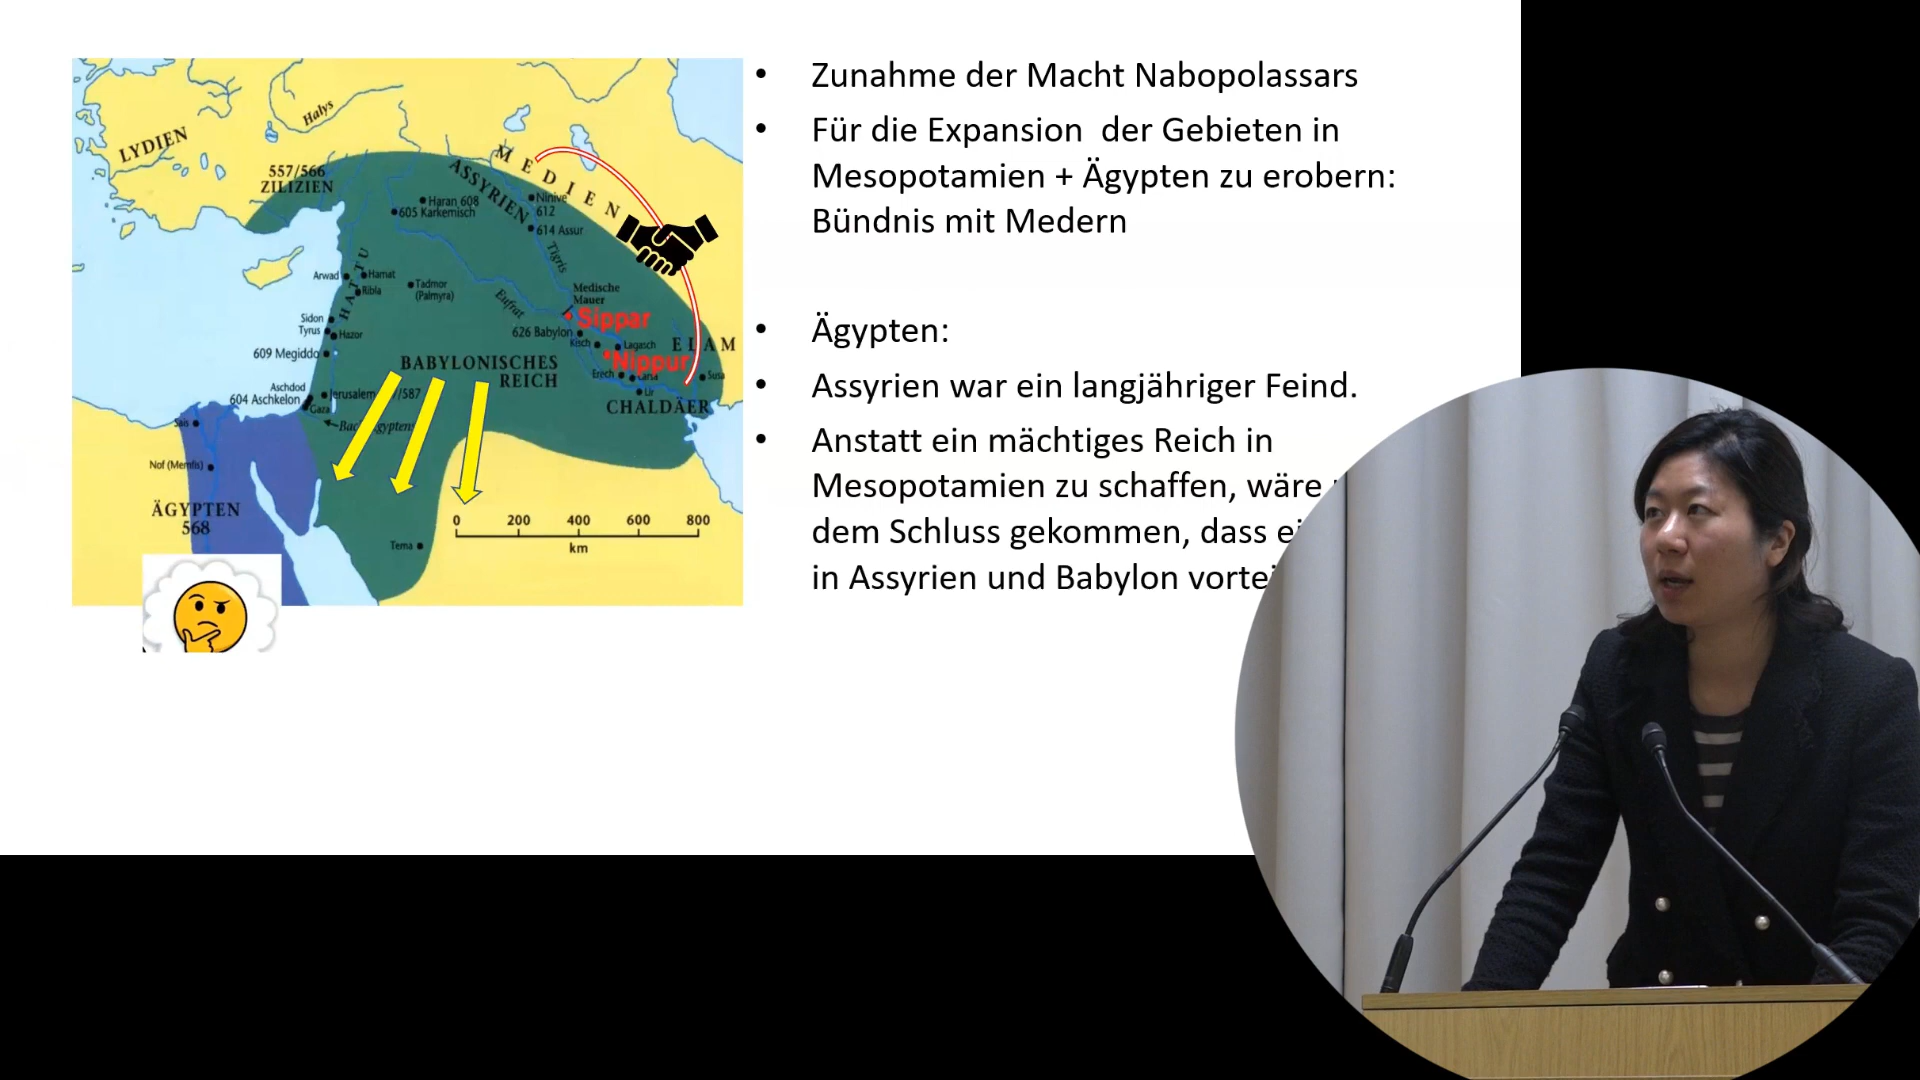 Zunahme der Macht Nabopolassars
Für die Expansion der Gebieten in
Mesopotamien + Ägypten zu erobern:
Bündnis mit Medern
Ägypten:
Assyrien war ein langjähriger Feind.
Anstatt ein mächtiges Reich in
Mesopotamien zu schaffen, wäre
dem Schluss gekommen, dass
in Assyrien und Babylon
LYDIEN
Halys
557/566
ZILIZIEN
MEDIEN
ASSYRIEN
Haran 608
605 Karkemisch
Ninive
612
614 Assur
Tigris
HATTU
Arwad
Hamat
Ribla
Tadmor
(Palmyra)
Eufrat
Medische
Mauer
Sippar
626 Babylon
Kisch
Lagasch
ELAM
Nippur
Erech
Larsa
Susa
Ur
CHALDÄER
Sidon
Tyrus
Hazor
609 Megiddo
BABYLONISCHES
REICH
Aschdod
604 Aschkelon
Jerusalem
/587
Gaza
Sais
Nof (Memfis)
ÄGYPTEN
568
Tema
0 200 400 600 800
km